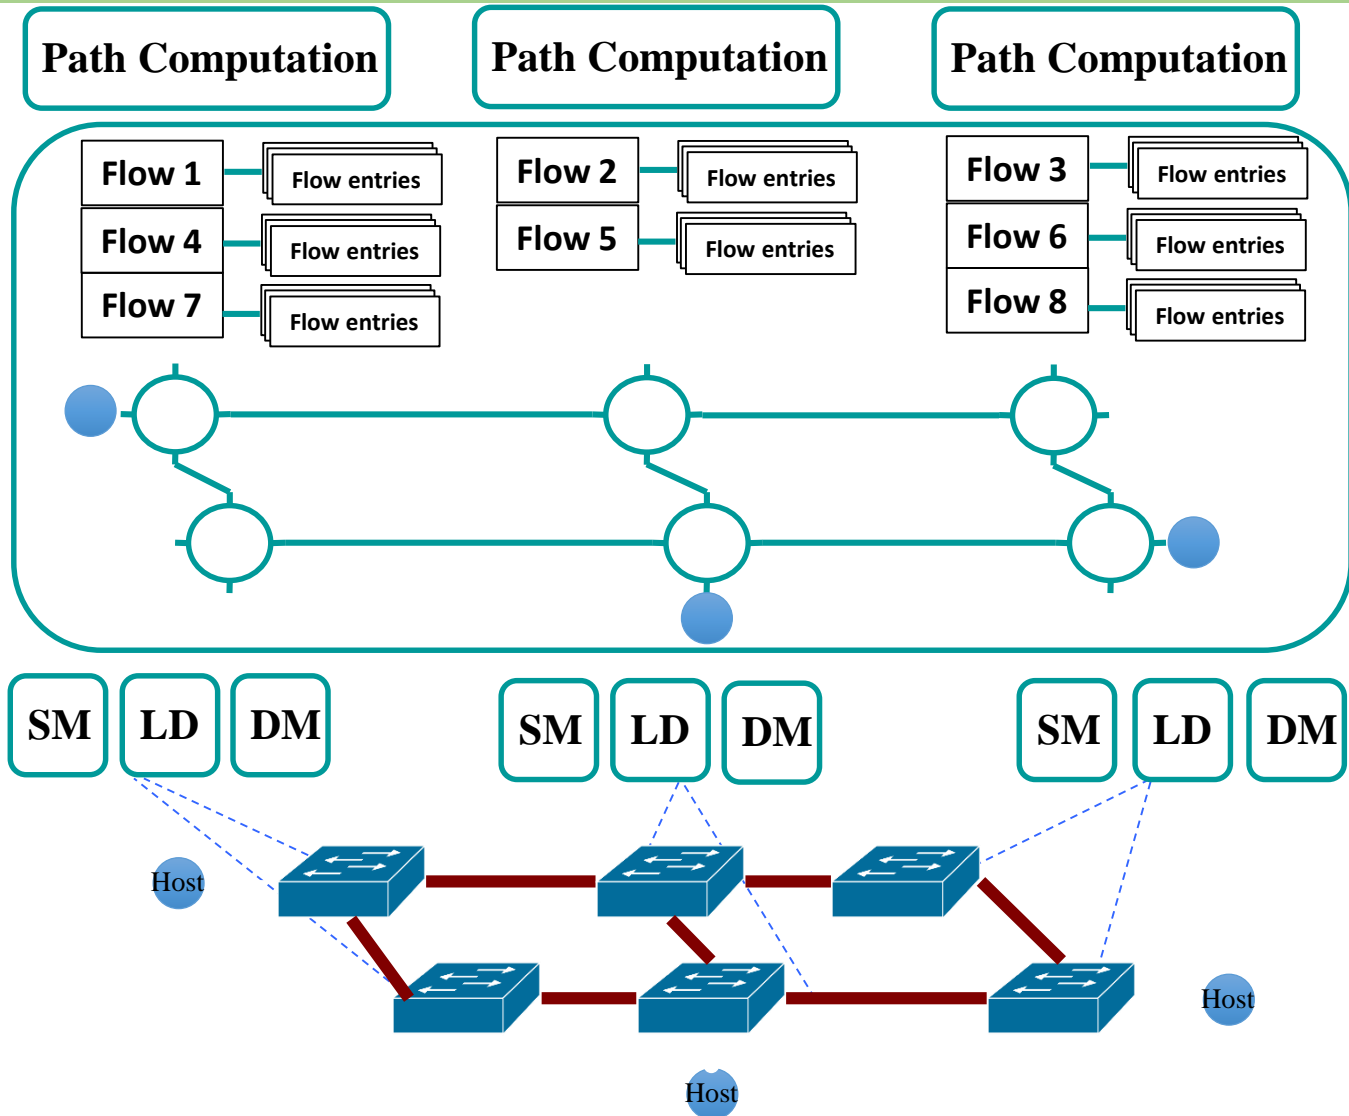 Path Computation
Path Computation
Path Computation
Flow 1
Flow entries
Flow 2
Flow entries
Flow 3
Flow entries
Flow 4
Flow entries
Flow 5
Flow entries
Flow 6
Flow entries
Flow 7
Flow entries
Flow 8
Flow entries
SM
LD
DM
SM
LD
DM
SM
LD
DM
Host
Host
Host